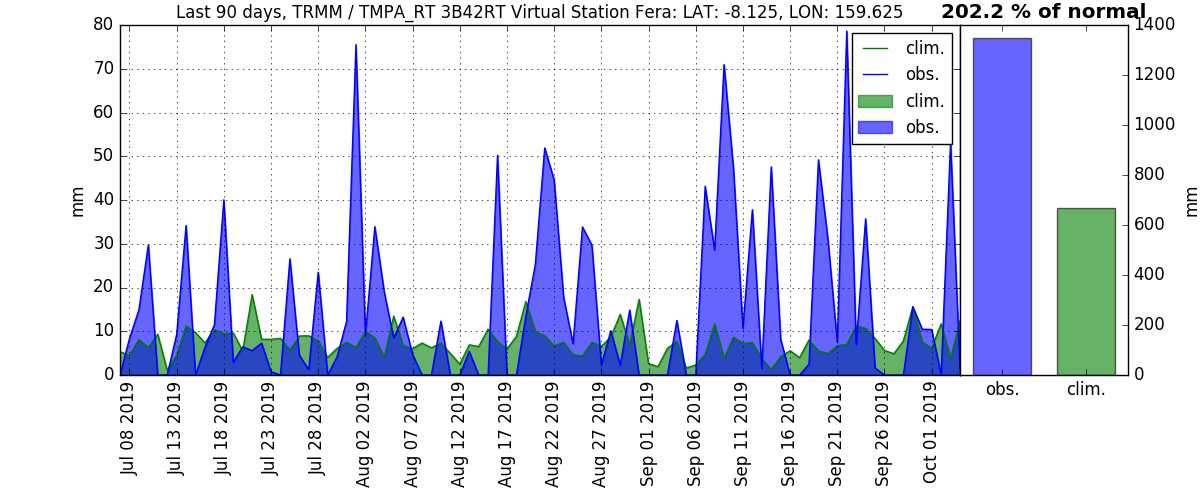 Last 90 days, TRMM / TMPA_RT 3B42RT Virtual Station Fera: LAT: -8.125, LON: 159.625
202.2 % of normal
80
70
60
50
40
30
20
10
0
mm
clim.
obs.
clim.
obs.
1400
1200
1000
800
600
400
200
0
mm
Jul 08 2019
Jul 13 2019
Jul 18 2019
Jul 23 2019
Jul 28 2019
Aug 02 2019
Aug 07 2019
Aug 12 2019
Aug 17 2019
Aug 22 2019
Aug 27 2019
Sep 01 2019
Sep 06 2019
Sep 11 2019
Sep 16 2019
Sep 21 2019
Sep 26 2019
Oct 01 2019
obs.
clim.